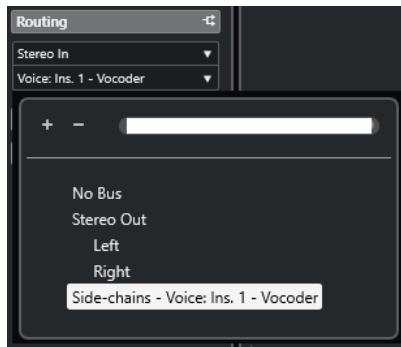 Routing
Stereo In
Voice: Ins. 1 - Vocoder
+ −
No Bus
Stereo Out
Left
Right
Side-chains - Voice: Ins. 1 - Vocoder